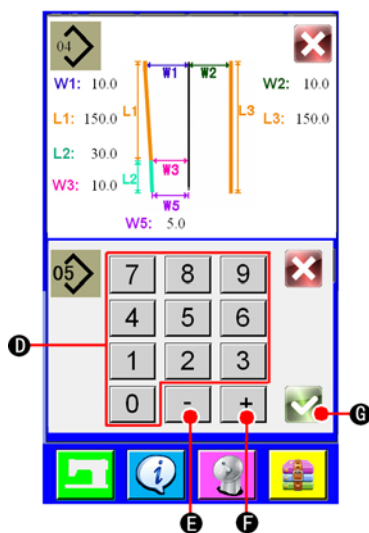 04
W1: 10.0
W1
W2
W2: 10.0
L1: 150.0
L1
L3
L3: 150.0
L2: 30.0
L2
W3
W3: 10.0
W5
W5: 5.0
05
7 8 9
4 5 6
D
1 2 3
0 - +
G
E
F